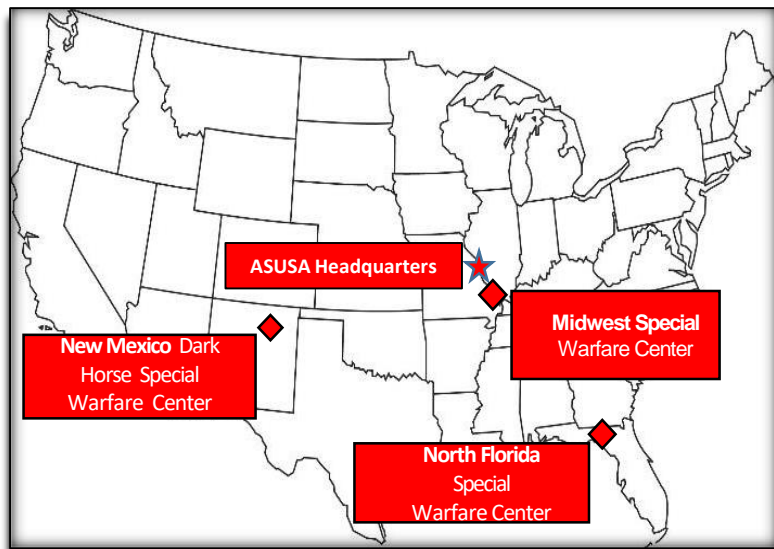 ASUSA Headquarters
Midwest Special
Warfare Center
New Mexico Dark
Horse Special
Warfare Center
North Florida
Special
Warfare Center